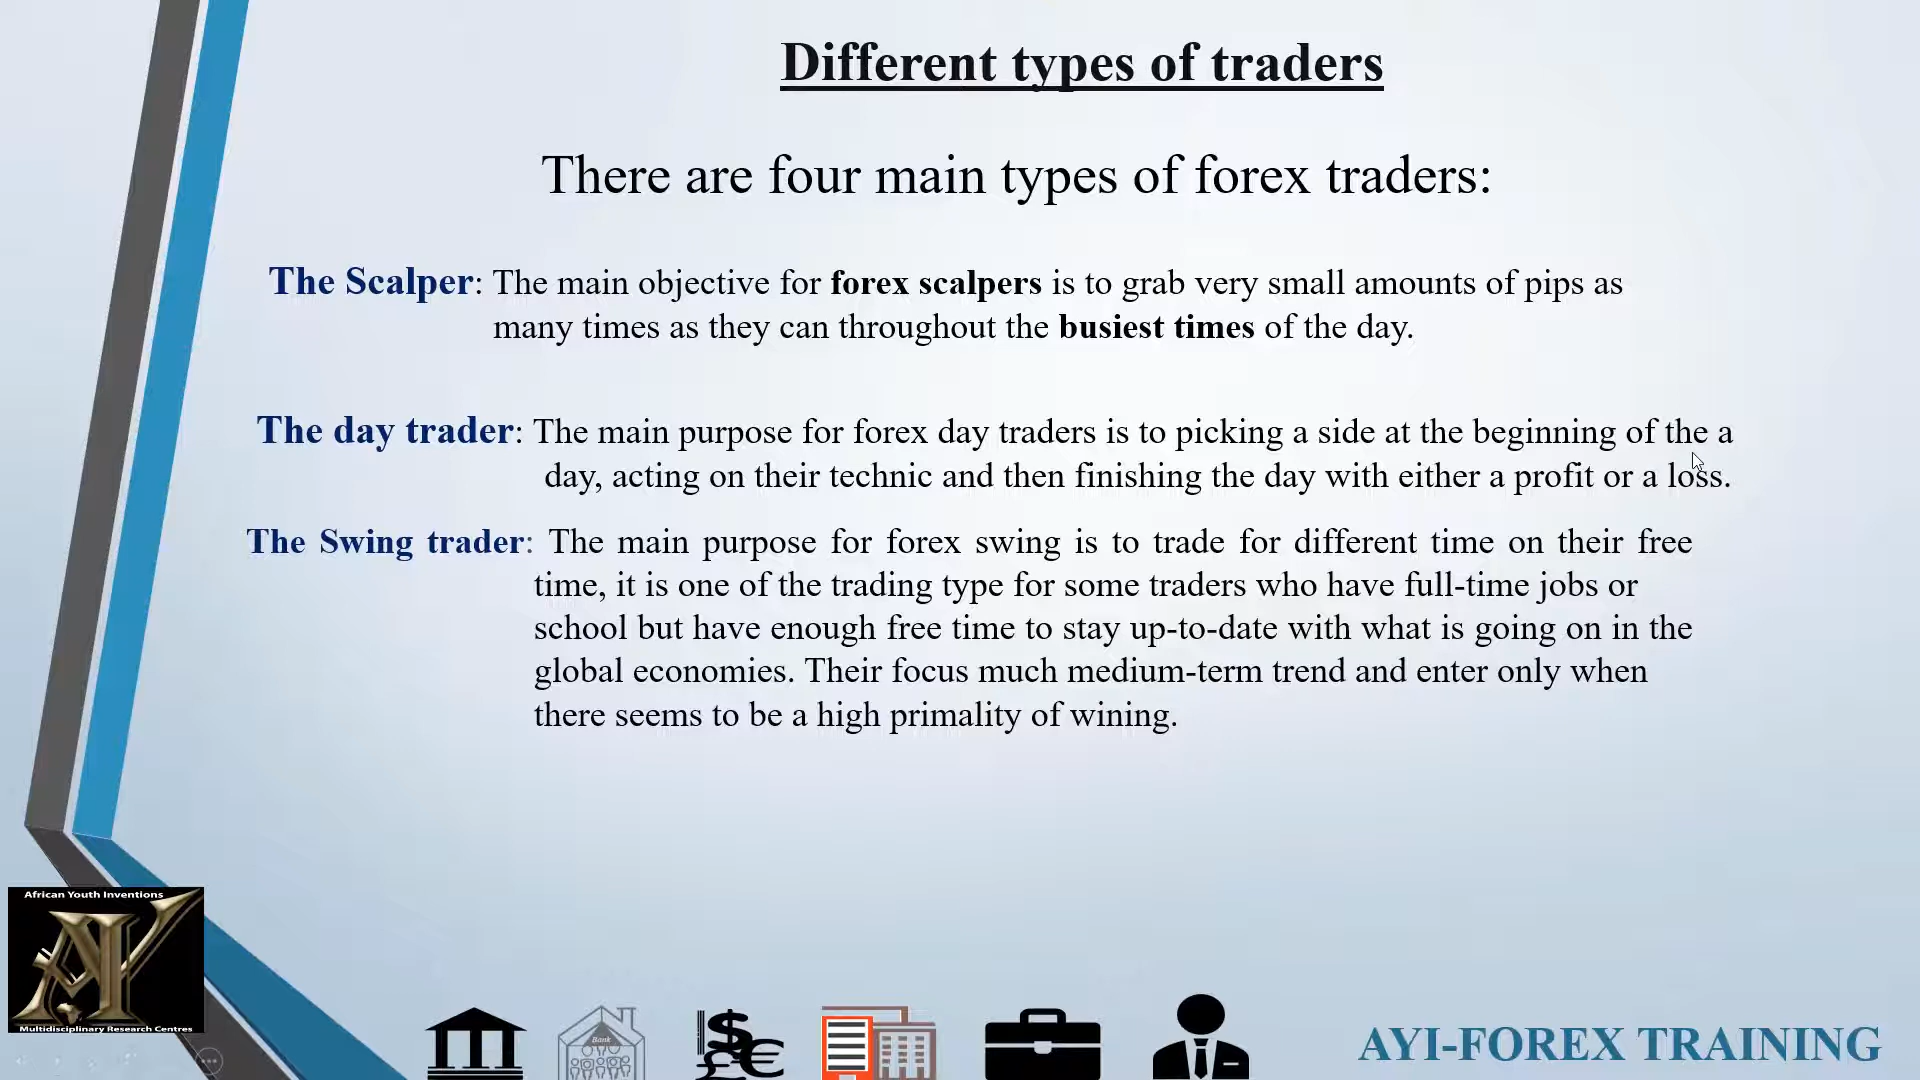 Different types of traders
There are four main types of forex traders:
The Scalper: The main objective for forex scalpers is to grab very small amounts of pips as
many times as they can throughout the busiest times of the day.
The day trader: The main purpose for forex day traders is to picking a side at the beginning of the a
day, acting on their technic and then finishing the day with either a profit or a loss.
The Swing trader: The main purpose for forex swing is to trade for different time on their free
time, it is one of the trading type for some traders who have full-time jobs or
school but have enough free time to stay up-to-date with what is going on in the
global economies. Their focus much medium-term trend and enter only when
there seems to be a high primality of wining.
African Youth Inventions
AYI
Multidisciplinary Research Centres
Bank
$
£€
AYI-FOREX TRAINING